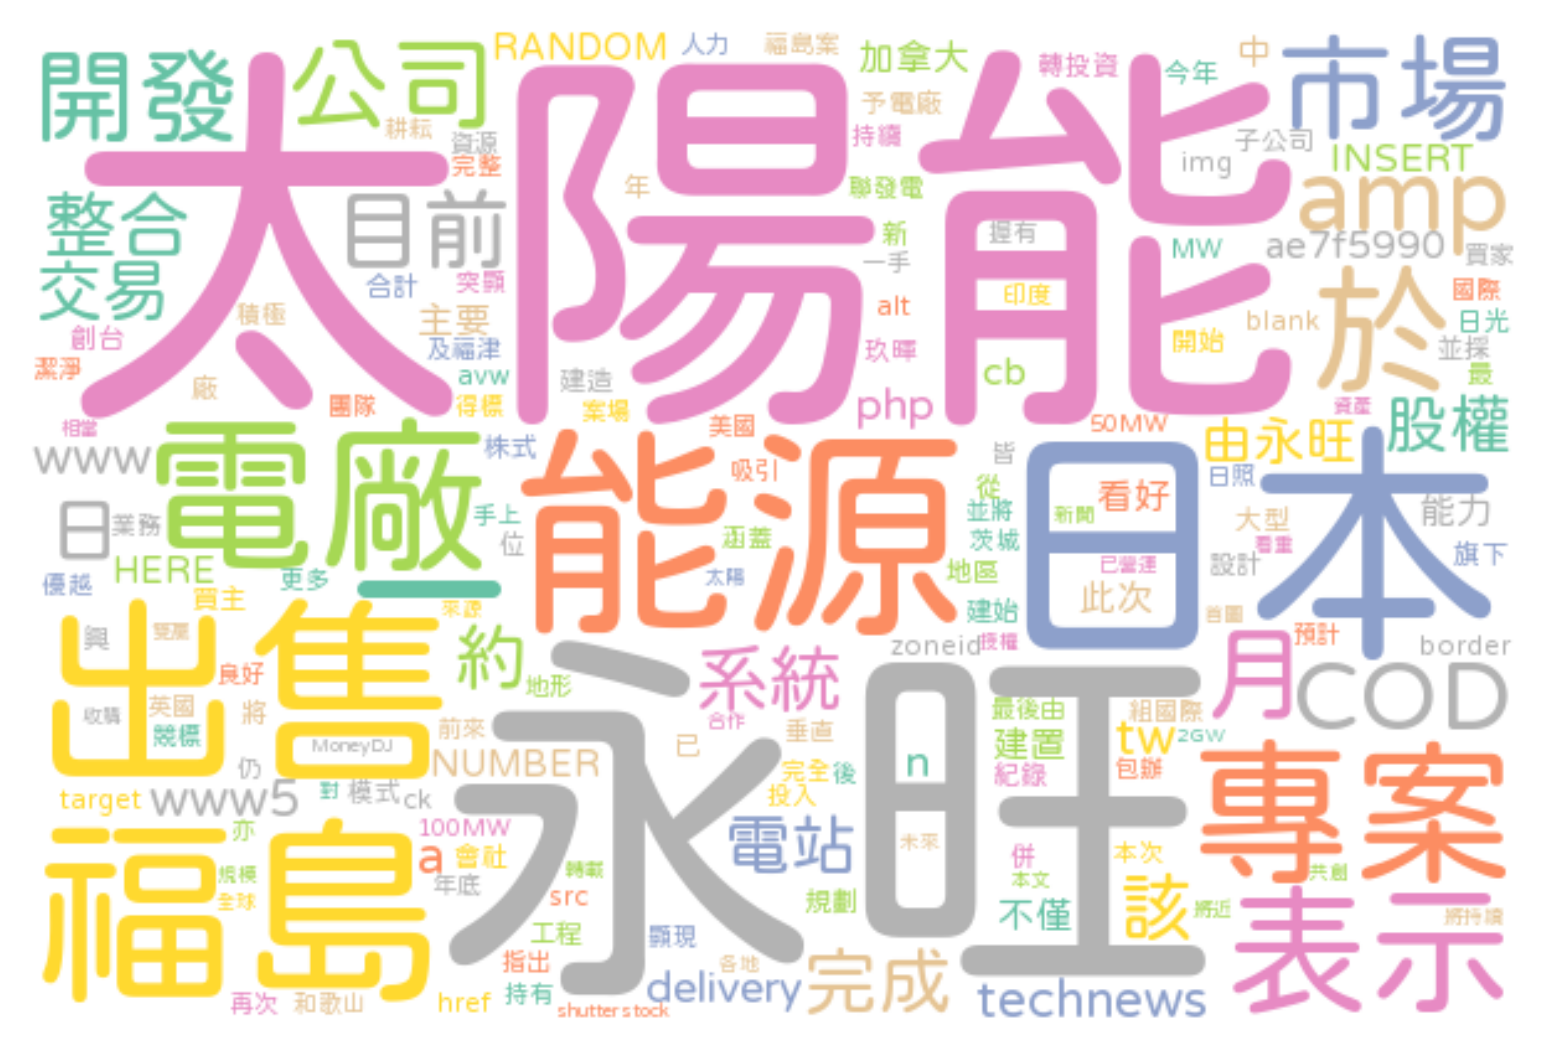 太陽能
永旺
日本
能源
電廠
出售
福島
專案
表示
市場
開發
公司
目前
整合
交易
amp
於
股權
由永旺
COD
月
系統
約
technews
delivery
完成
電站
該
不僅
建置
tw
www
www5
NUMBER
RANDOM
INSERT
HERE
日
php
cb
ae7f5990
加拿大
人力
福島案
轉投資
今年
中
予電廠
持續
子公司
img
耕耘
資源
完整
年
聯發電
新
一手
握有
MW
買家
國際
日光
並採
最
blank
開始
印度
alt
玖暉
合計
突顯
積極
主要
及福津
創台
潔淨
廠
avw
建造
團隊
得標
案場
相當
株式
美國
吸引
50MW
資產
皆
從
並將
新聞
看好
日照
能力
大型
看重
茨城
已營運
設計
旗下
業務
手上
位
涵蓋
地區
太陽
優越
更多
買主
來源
建始
此次
首圖
興
雙層
良好
地形
zoneid
授權
預計
border
收購
英國
將
競標
MoneyDJ
前來
合作
已
垂直
n
最後由
組國際
2GW
紀錄
包辦
仍
target
對
模式
ck
完全
後
投入
亦
100MW
a
會社
未來
併
本次
本文
共創
規模
全球
年底
轉載
src
規劃
將近
將持續
工程
顯現
指出
持有
各地
再次
和歌山
href
shutterstock
一